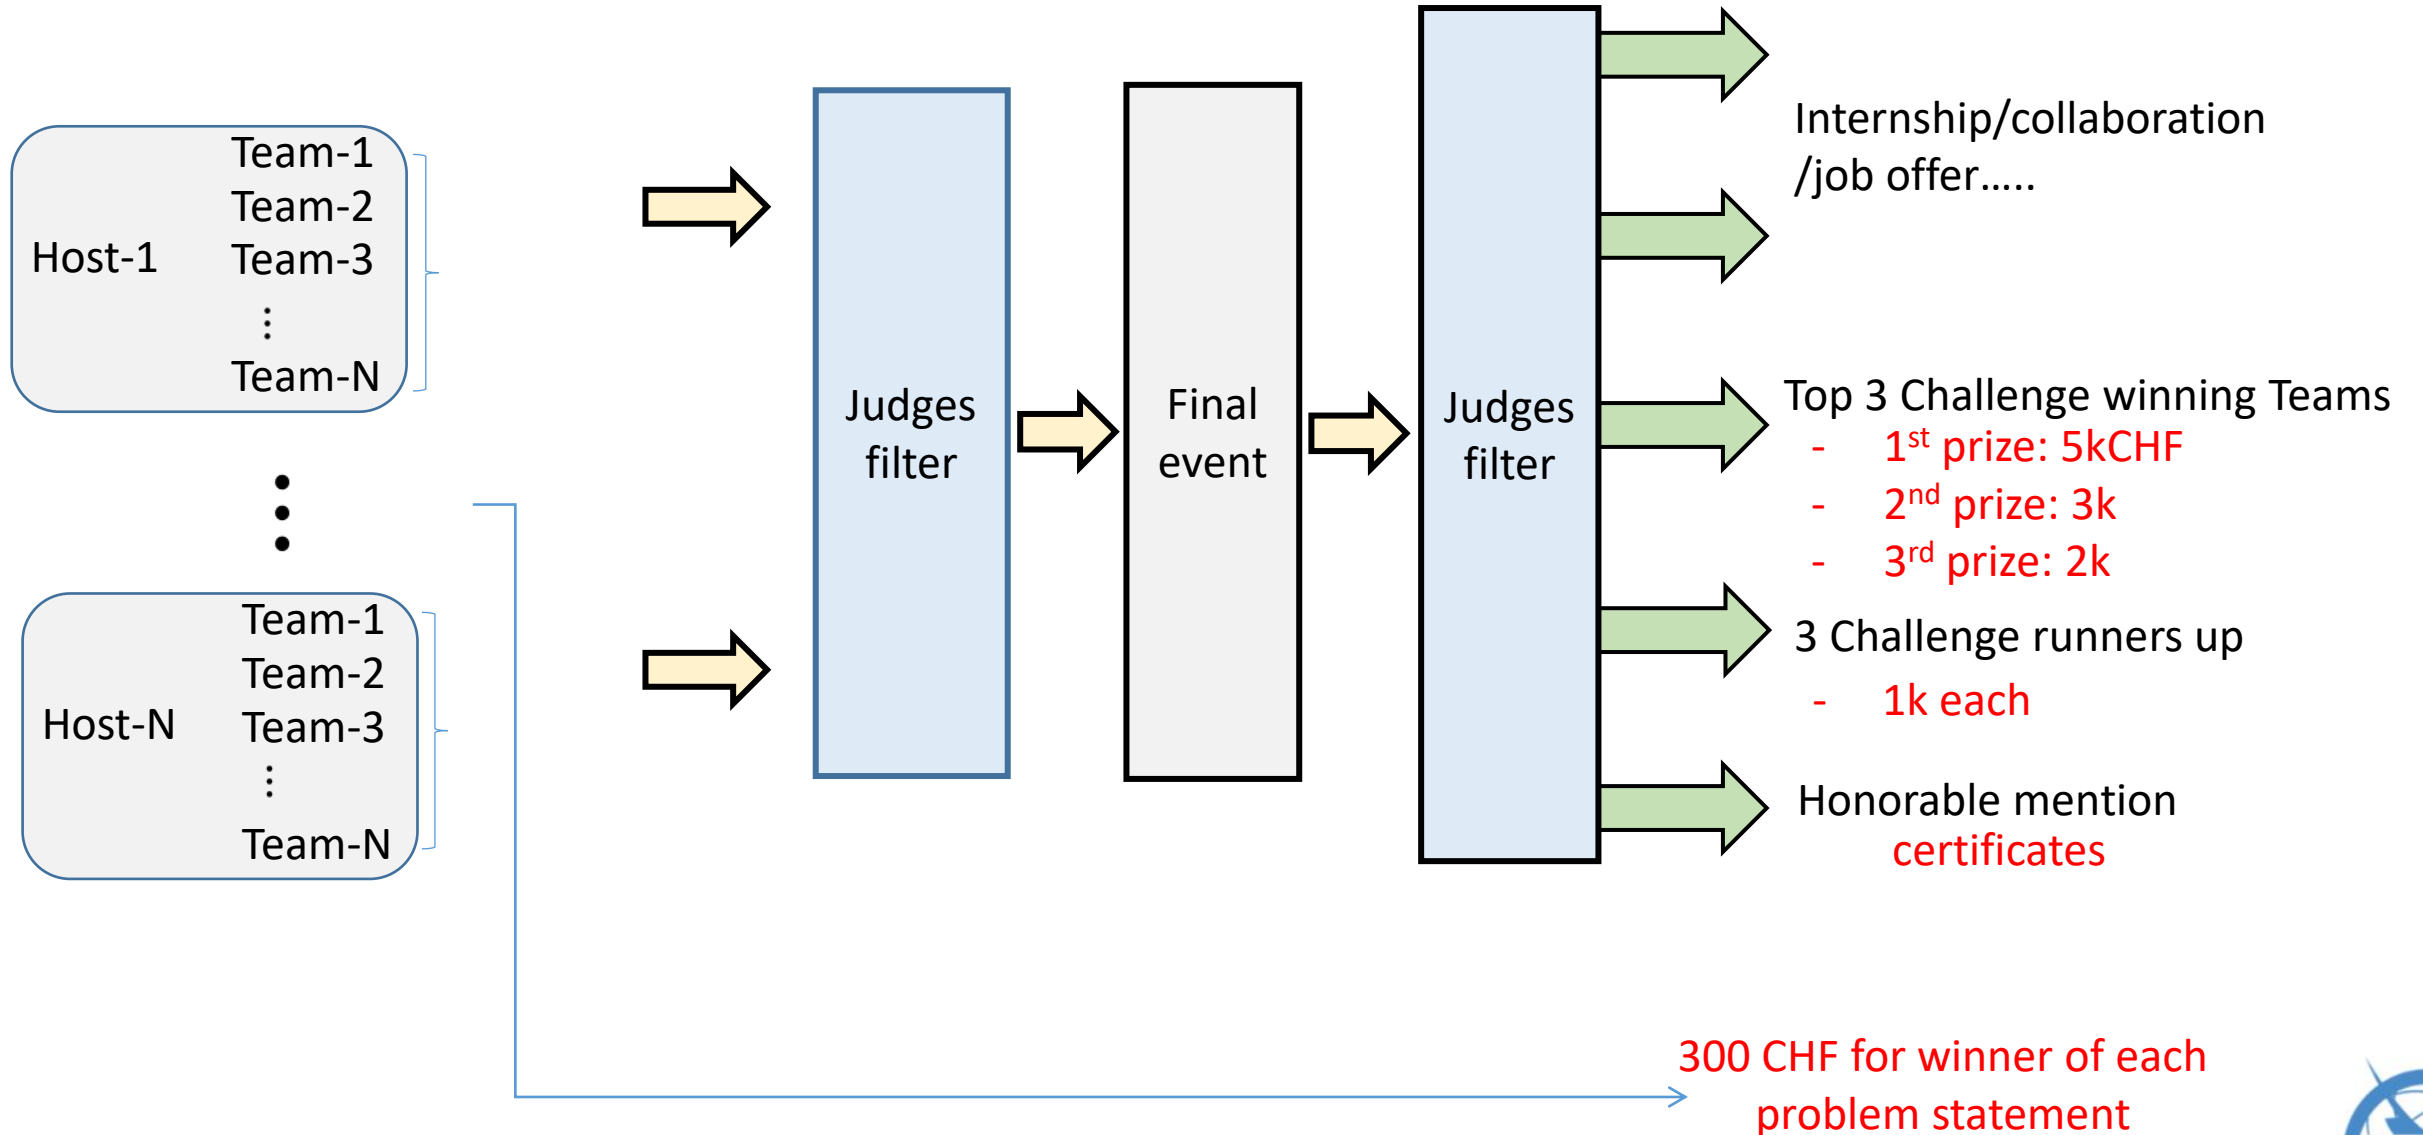 Host-1
Team-1
Team-2
Team-3
⋮
Team-N
Host-N
Team-1
Team-2
Team-3
⋮
Team-N
Judges
filter
Final
event
Judges
filter
Internship/collaboration
/job offer.....
Top 3 Challenge winning Teams
- 1st prize: 5kCHF
- 2nd prize: 3k
- 3rd prize: 2k
3 Challenge runners up
- 1k each
Honorable mention
certificates
300 CHF for winner of each
problem statement